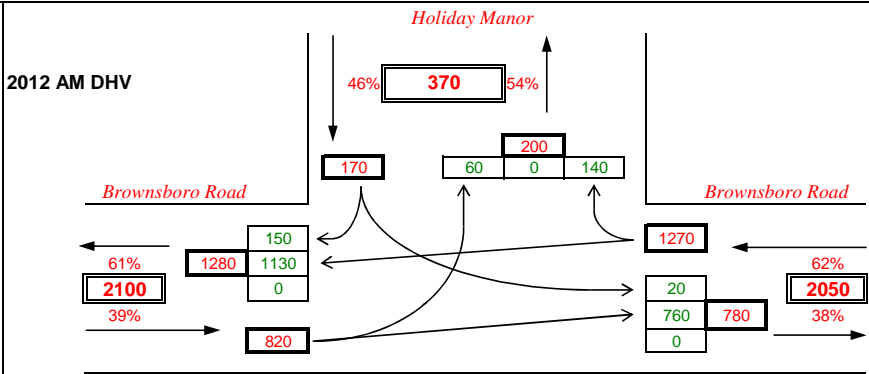 Holiday Manor
2012 AM DHV
46% 370 54%
200
170 60 0 140
Brownsboro Road Brownsboro Road
150 1270
61% 1280 1130 62%
2100 0 20 2050
39% 760 780 38%
820 0